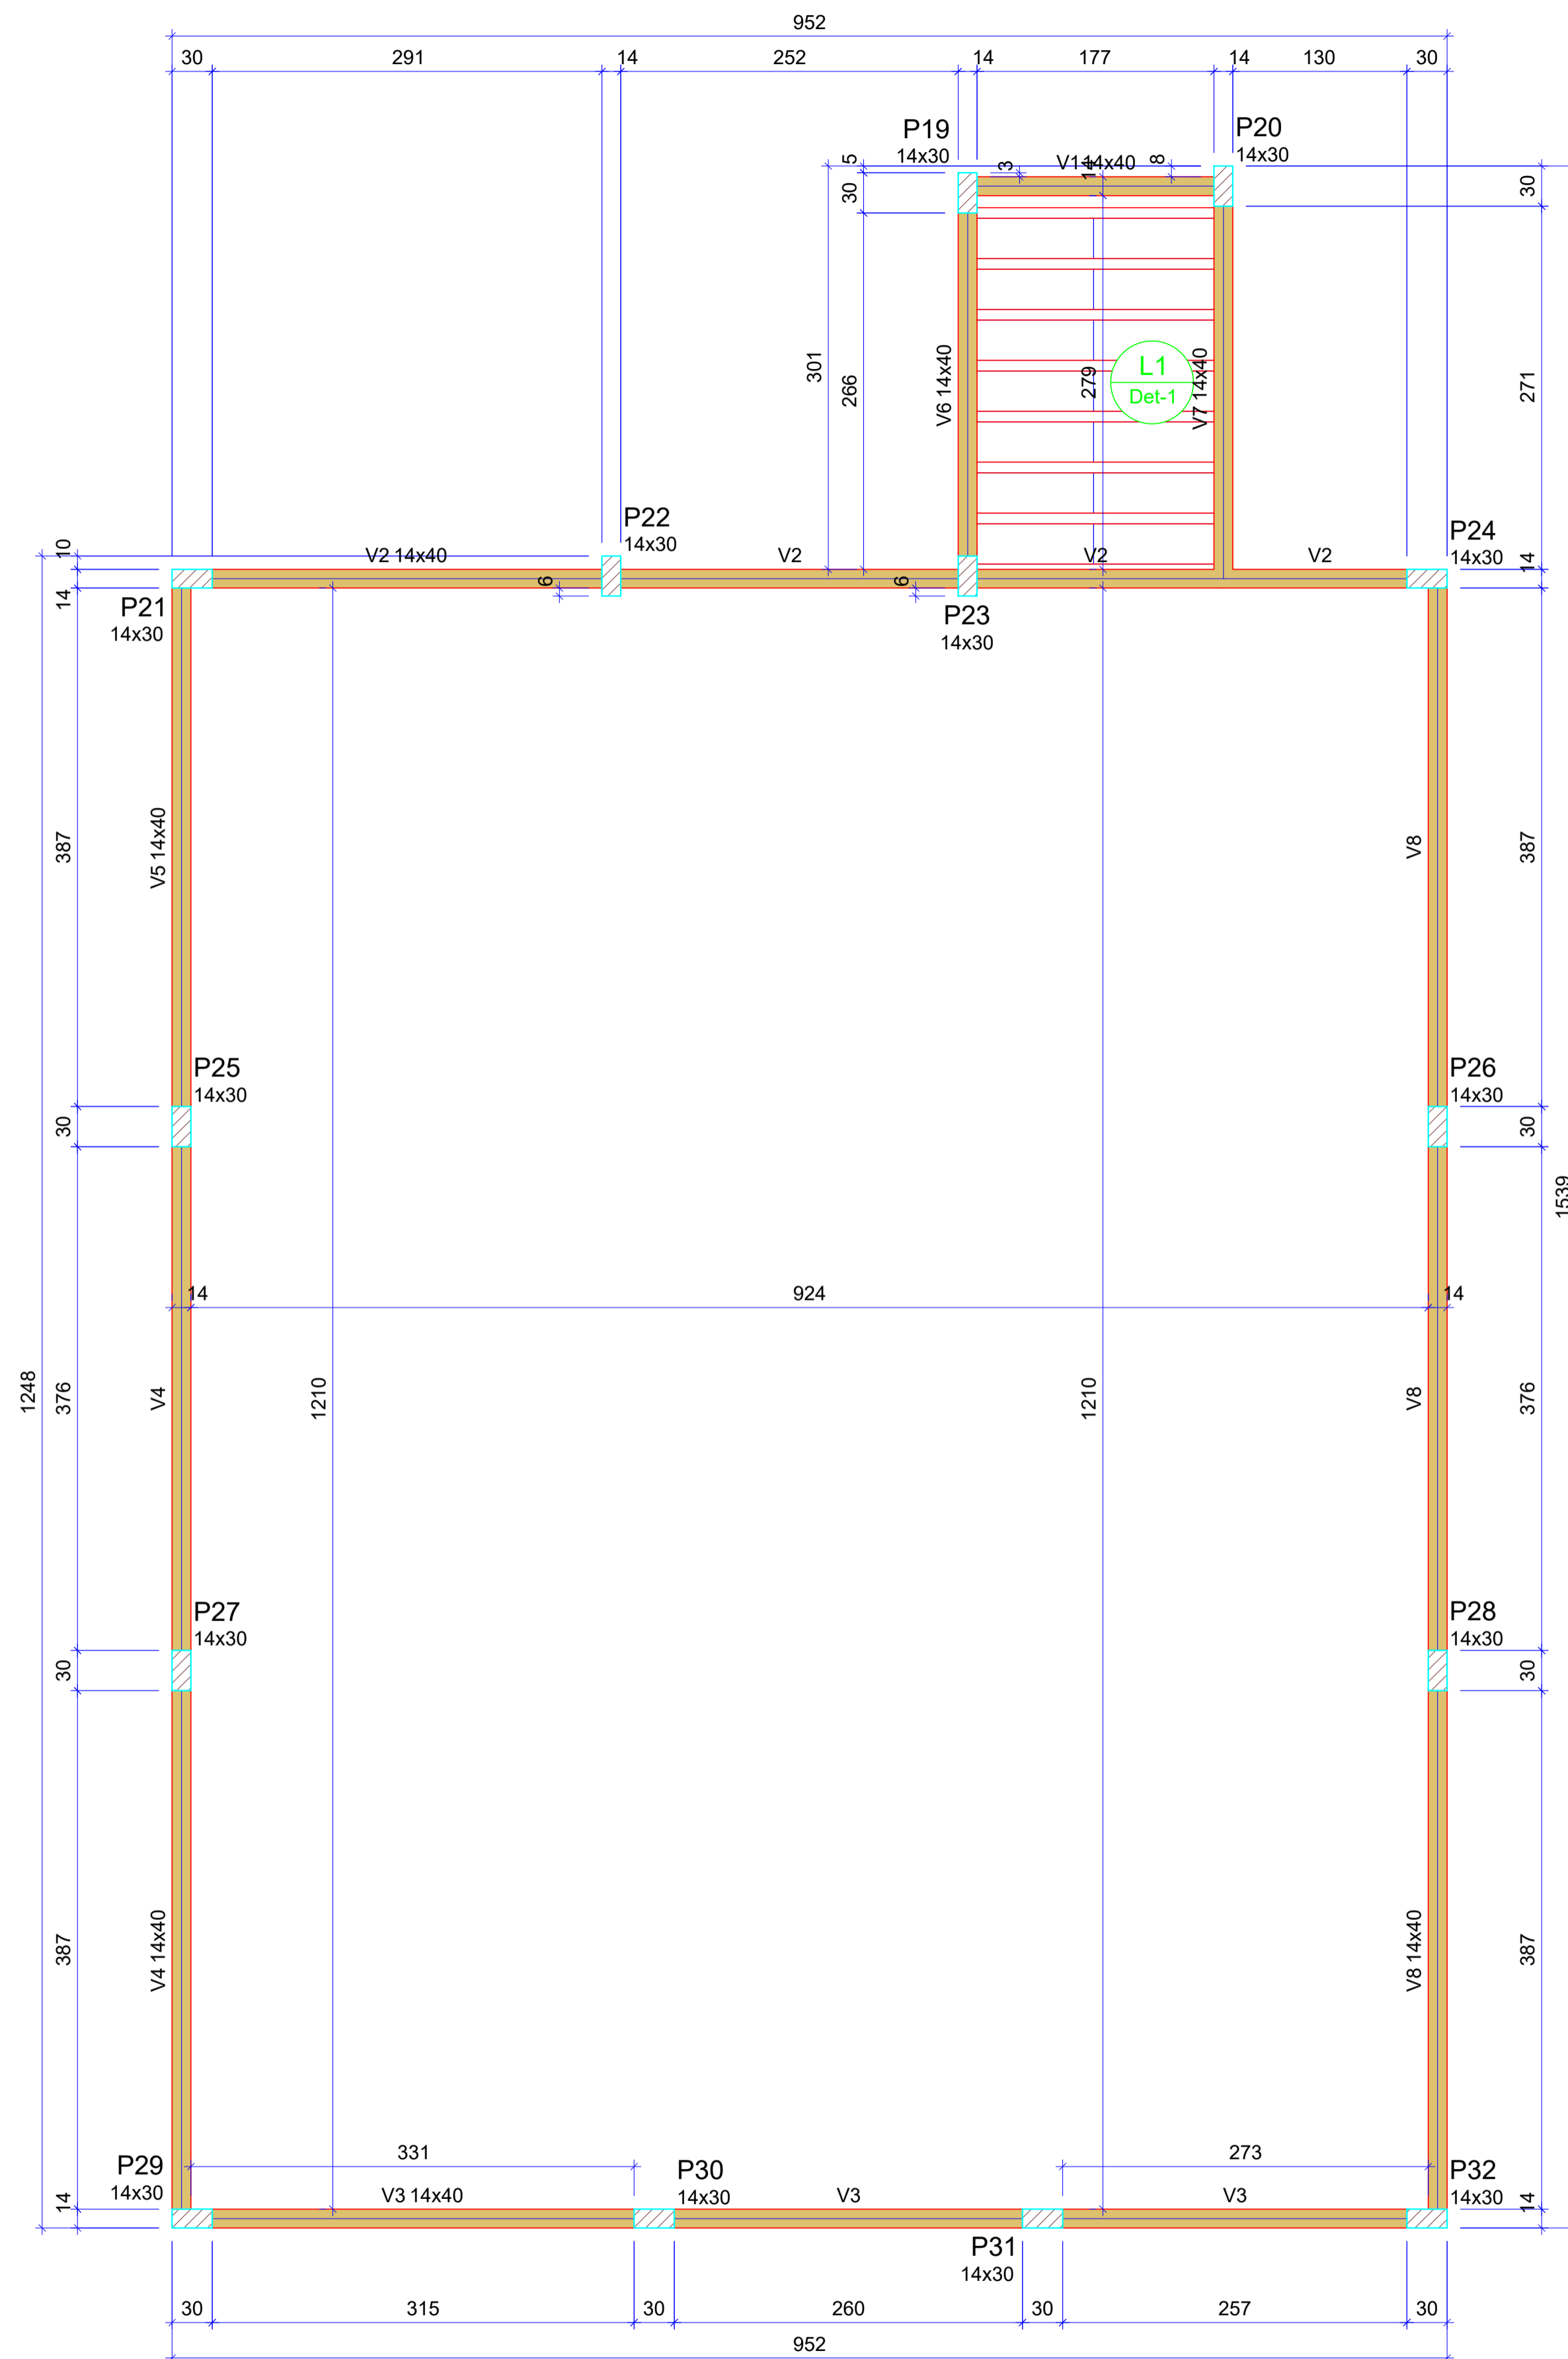 952
30 291 14 252 14 177 14 130 30
P19
14x30
P20
14x30
V1 14x40
5
3
14
8
30
30
301
266
V6 14x40
279
L1
Det-1
V7 14x40
271
P22
14x30
P24
14x30
10
V2 14x40
V2
V2
V2
14
6
6
14
P21
14x30
P23
14x30
V5 14x40
387
V8
387
P25
14x30
P26
14x30
30
30
1539
14
924
14
1248
376
V4
1210
1210
V8
376
P27
14x30
P28
14x30
30
30
387
V4 14x40
V8 14x40
387
331
273
P29
14x30
P30
14x30
P32
14x30
14
V3 14x40
V3
V3
14
P31
14x30
30 315 30 260 30 257 30
952